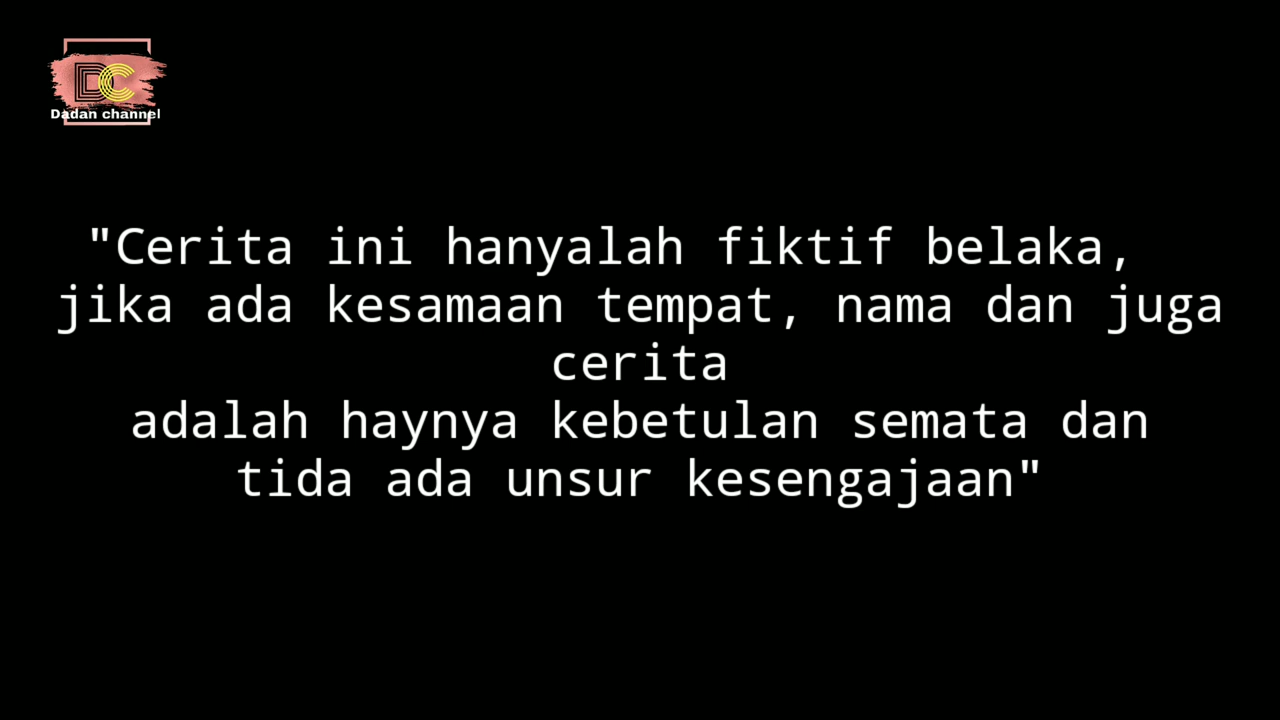 DC
Dadan channel
"Cerita ini hanyalah fiktif belaka,
jika ada kesamaan tempat, nama dan juga
cerita
adalah haynya kebetulan semata dan
tida ada unsur kesengajaan"